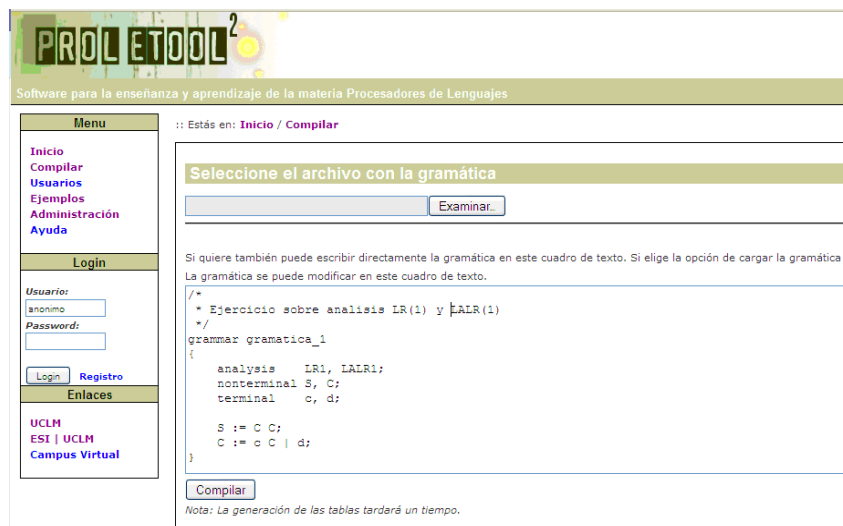 PROLETOOL²
Software para la enseñanza y aprendizaje de la materia Procesadores de Lenguajes
Menu
Inicio
Compilar
Usuarios
Ejemplos
Administración
Ayuda
Login
Usuario:
anonimo
Password:
Login Registro
Enlaces
UCLM
ESI | UCLM
Campus Virtual
:: Estás en: Inicio / Compilar
Seleccione el archivo con la gramática
Examinar...
Si quiere también puede escribir directamente la gramática en este cuadro de texto. Si elige la opción de cargar la gramática
La gramática se puede modificar en este cuadro de texto.
/*
* Ejercicio sobre analisis LR(1) y LALR(1)
*/
grammar gramatica_1
{
analysis LR1, LALR1;
nonterminal S, C;
terminal c, d;
S := C C;
C := c C | d;
}
Compilar
Nota: La generación de las tablas tardará un tiempo.